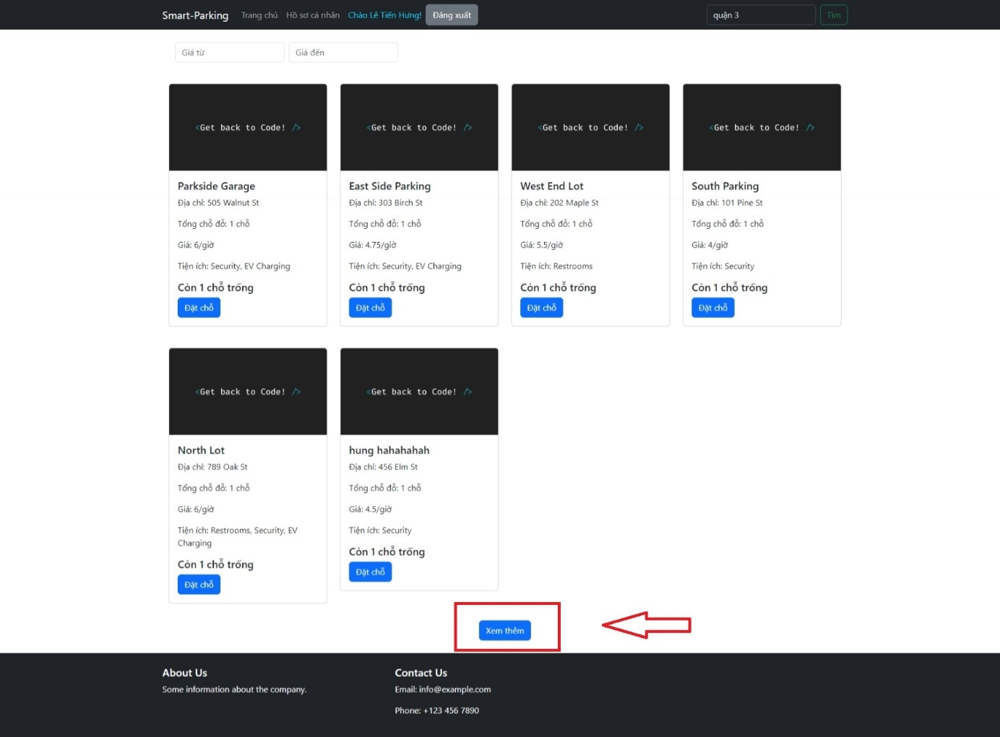 Smart-Parking Trang chủ Hồ sơ cá nhân Chào Lê Tiến Hưng! Đăng xuất quận 3 Tìm
Giá từ Giá đến
<Get back to Code! />
Parkside Garage
Địa chỉ: 505 Walnut St
Tổng chỗ đỗ: 1 chỗ
Giá: 6/giờ
Tiện ích: Security, EV Charging
Còn 1 chỗ trống
Đặt chỗ
<Get back to Code! />
East Side Parking
Địa chỉ: 303 Birch St
Tổng chỗ đỗ: 1 chỗ
Giá: 4.75/giờ
Tiện ích: Security, EV Charging
Còn 1 chỗ trống
Đặt chỗ
<Get back to Code! />
West End Lot
Địa chỉ: 202 Maple St
Tổng chỗ đỗ: 1 chỗ
Giá: 5.5/giờ
Tiện ích: Restrooms
Còn 1 chỗ trống
Đặt chỗ
<Get back to Code! />
South Parking
Địa chỉ: 101 Pine St
Tổng chỗ đỗ: 1 chỗ
Giá: 4/giờ
Tiện ích: Security
Còn 1 chỗ trống
Đặt chỗ
<Get back to Code! />
North Lot
Địa chỉ: 789 Oak St
Tổng chỗ đỗ: 1 chỗ
Giá: 6/giờ
Tiện ích: Restrooms, Security, EV
Charging
Còn 1 chỗ trống
Đặt chỗ
<Get back to Code! />
hung hahahahah
Địa chỉ: 456 Elm St
Tổng chỗ đỗ: 1 chỗ
Giá: 4.5/giờ
Tiện ích: Security
Còn 1 chỗ trống
Đặt chỗ
Xem thêm
About Us
Some information about the company.
Contact Us
Email: info@example.com
Phone: +123 456 7890